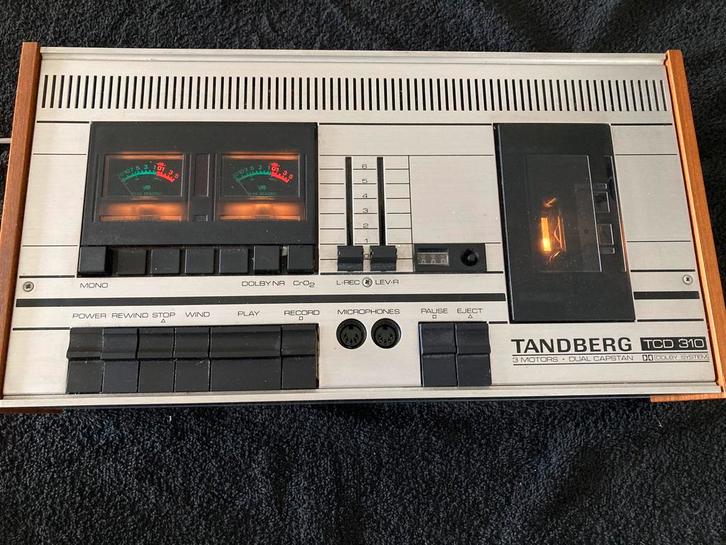 6
5
4
3
2
1
0
MONO DOLBY NR CrO2 L-REC LEV-R
POWER REWIND STOP WIND PLAY RECORD MICROPHONES PAUSE EJECT
TANDBERG TCD 310
3 MOTORS • DUAL CAPSTAN DOLBY SYSTEM